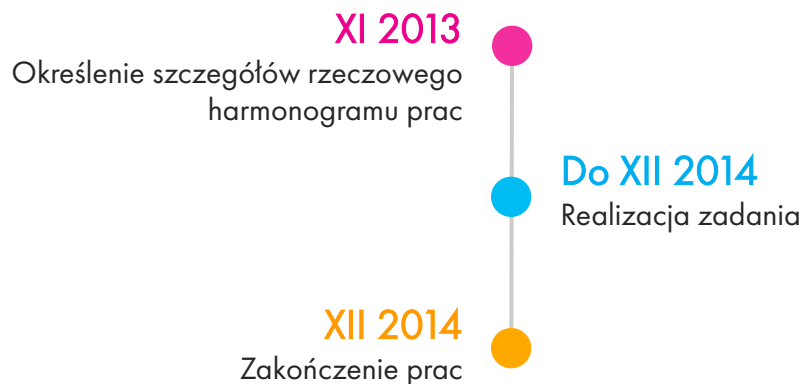 XI 2013
Określenie szczegółów rzeczowego
harmonogramu prac
Do XII 2014
Realizacja zadania
XII 2014
Zakończenie prac